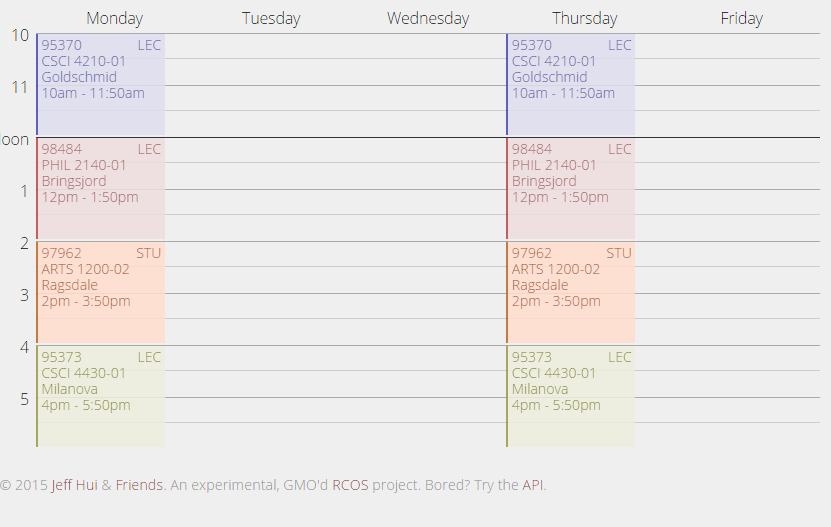 Monday Tuesday Wednesday Thursday Friday
10
95370 LEC 95370 LEC
CSCI 4210-01 CSCI 4210-01
Goldschmid Goldschmid
11
10am - 11:50am 10am - 11:50am
oon
98484 LEC 98484 LEC
PHIL 2140-01 PHIL 2140-01
Bringsjord Bringsjord
1
12pm - 1:50pm 12pm - 1:50pm
2
97962 STU 97962 STU
ARTS 1200-02 ARTS 1200-02
Ragsdale Ragsdale
3
2pm - 3:50pm 2pm - 3:50pm
4
95373 LEC 95373 LEC
CSCI 4430-01 CSCI 4430-01
Milanova Milanova
5
4pm - 5:50pm 4pm - 5:50pm
© 2015 Jeff Hui & Friends. An experimental, GMO'd RCOS project. Bored? Try the API.